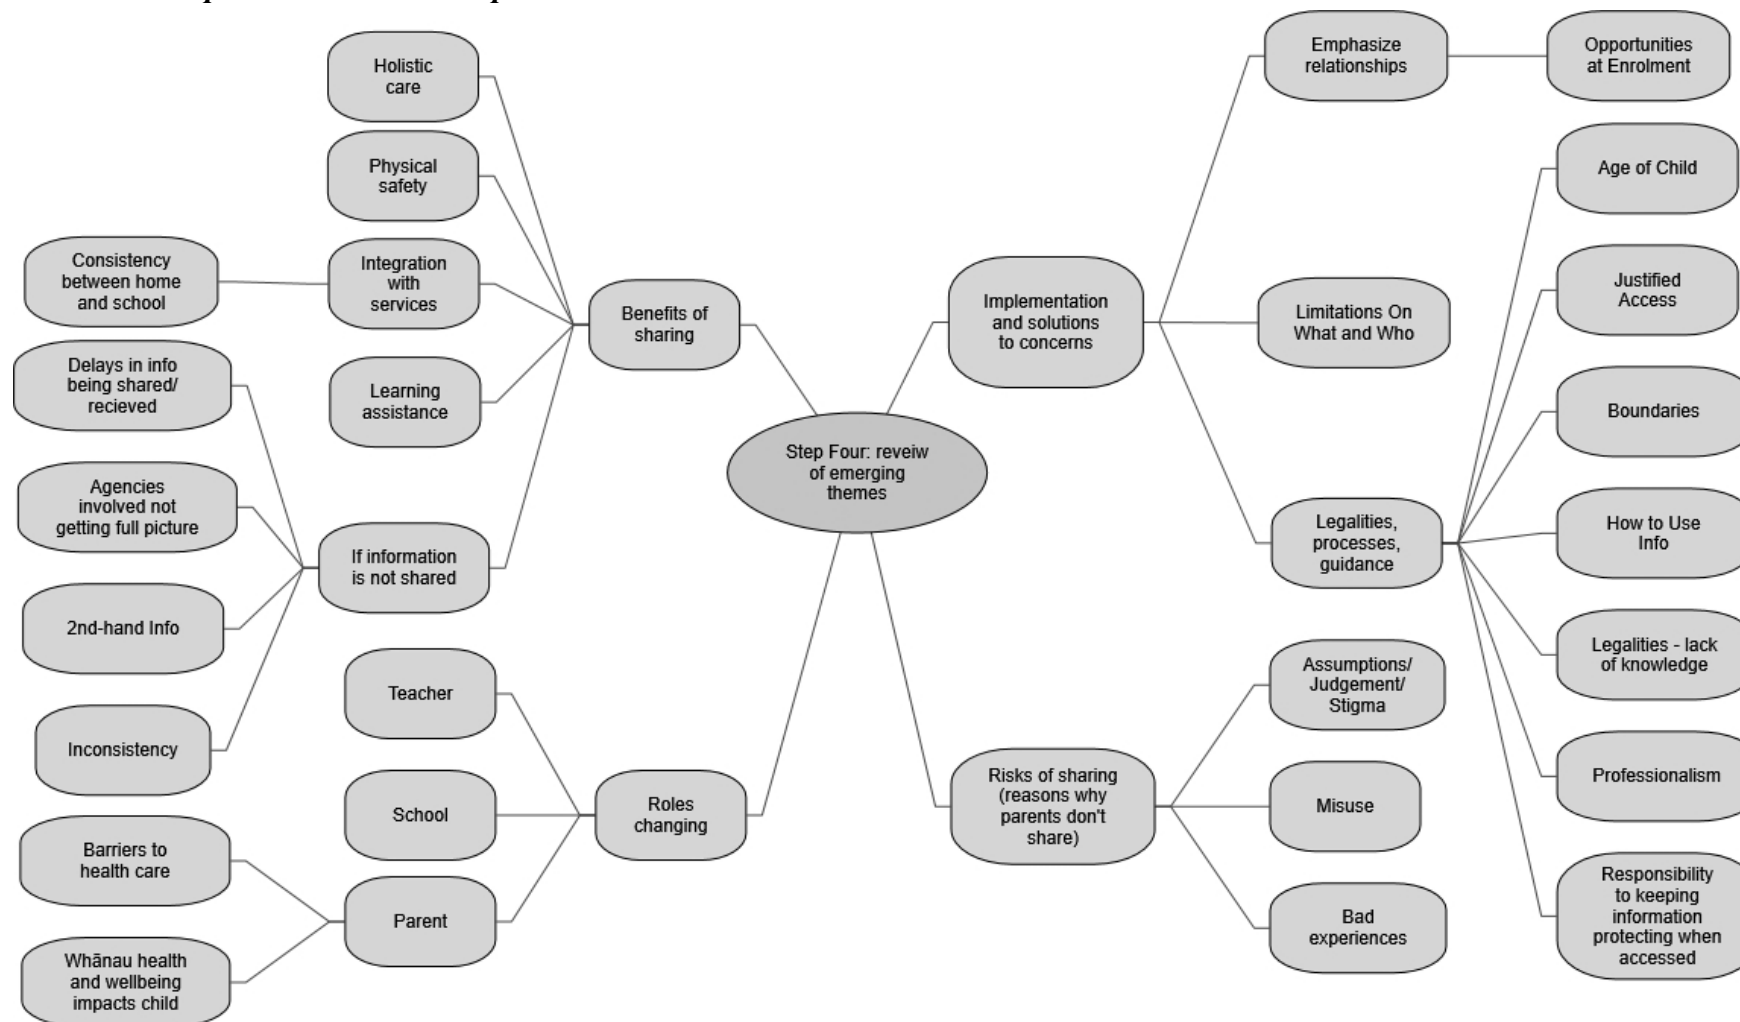 Holistic
care
Physical
safety
Integration
with
services
Consistency
between home
and school
Learning
assistance
Benefits of
sharing
Delays in info
being shared/
recieved
Agencies
involved not
getting full picture
2nd-hand Info
Inconsistency
If information
is not shared
Step Four: reveiw
of emerging
themes
Teacher
School
Parent
Roles
changing
Barriers to
health care
Whānau health
and wellbeing
impacts child
Implementation
and solutions
to concerns
Emphasize
relationships
Opportunities
at Enrolment
Limitations On
What and Who
Legalities,
processes,
guidance
Age of Child
Justified
Access
Boundaries
How to Use
Info
Legalities - lack
of knowledge
Professionalism
Responsibility
to keeping
information
protecting when
accessed
Risks of sharing
(reasons why
parents don't
share)
Assumptions/
Judgement/
Stigma
Misuse
Bad
experiences